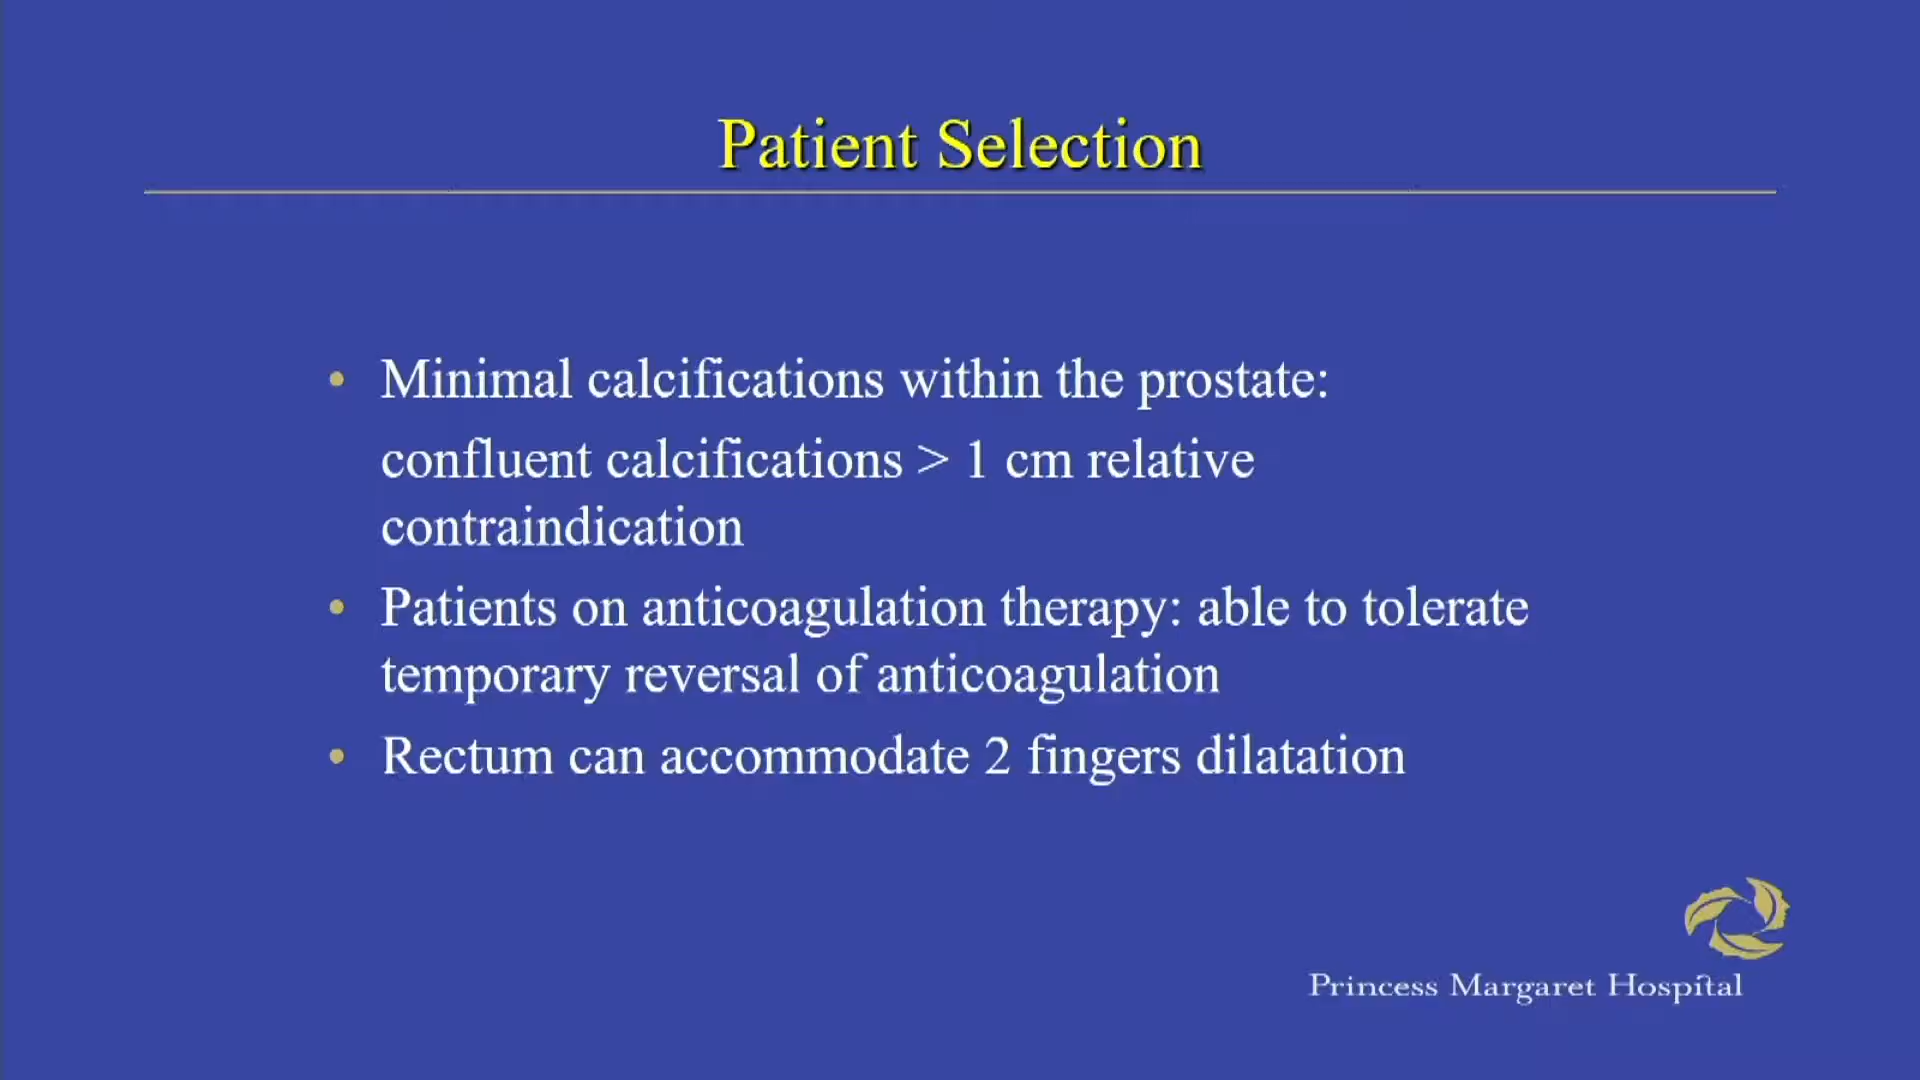 Patient Selection
• Minimal calcifications within the prostate:
confluent calcifications > 1 cm relative
contraindication
• Patients on anticoagulation therapy: able to tolerate
temporary reversal of anticoagulation
• Rectum can accommodate 2 fingers dilatation
Princess Margaret Hospital